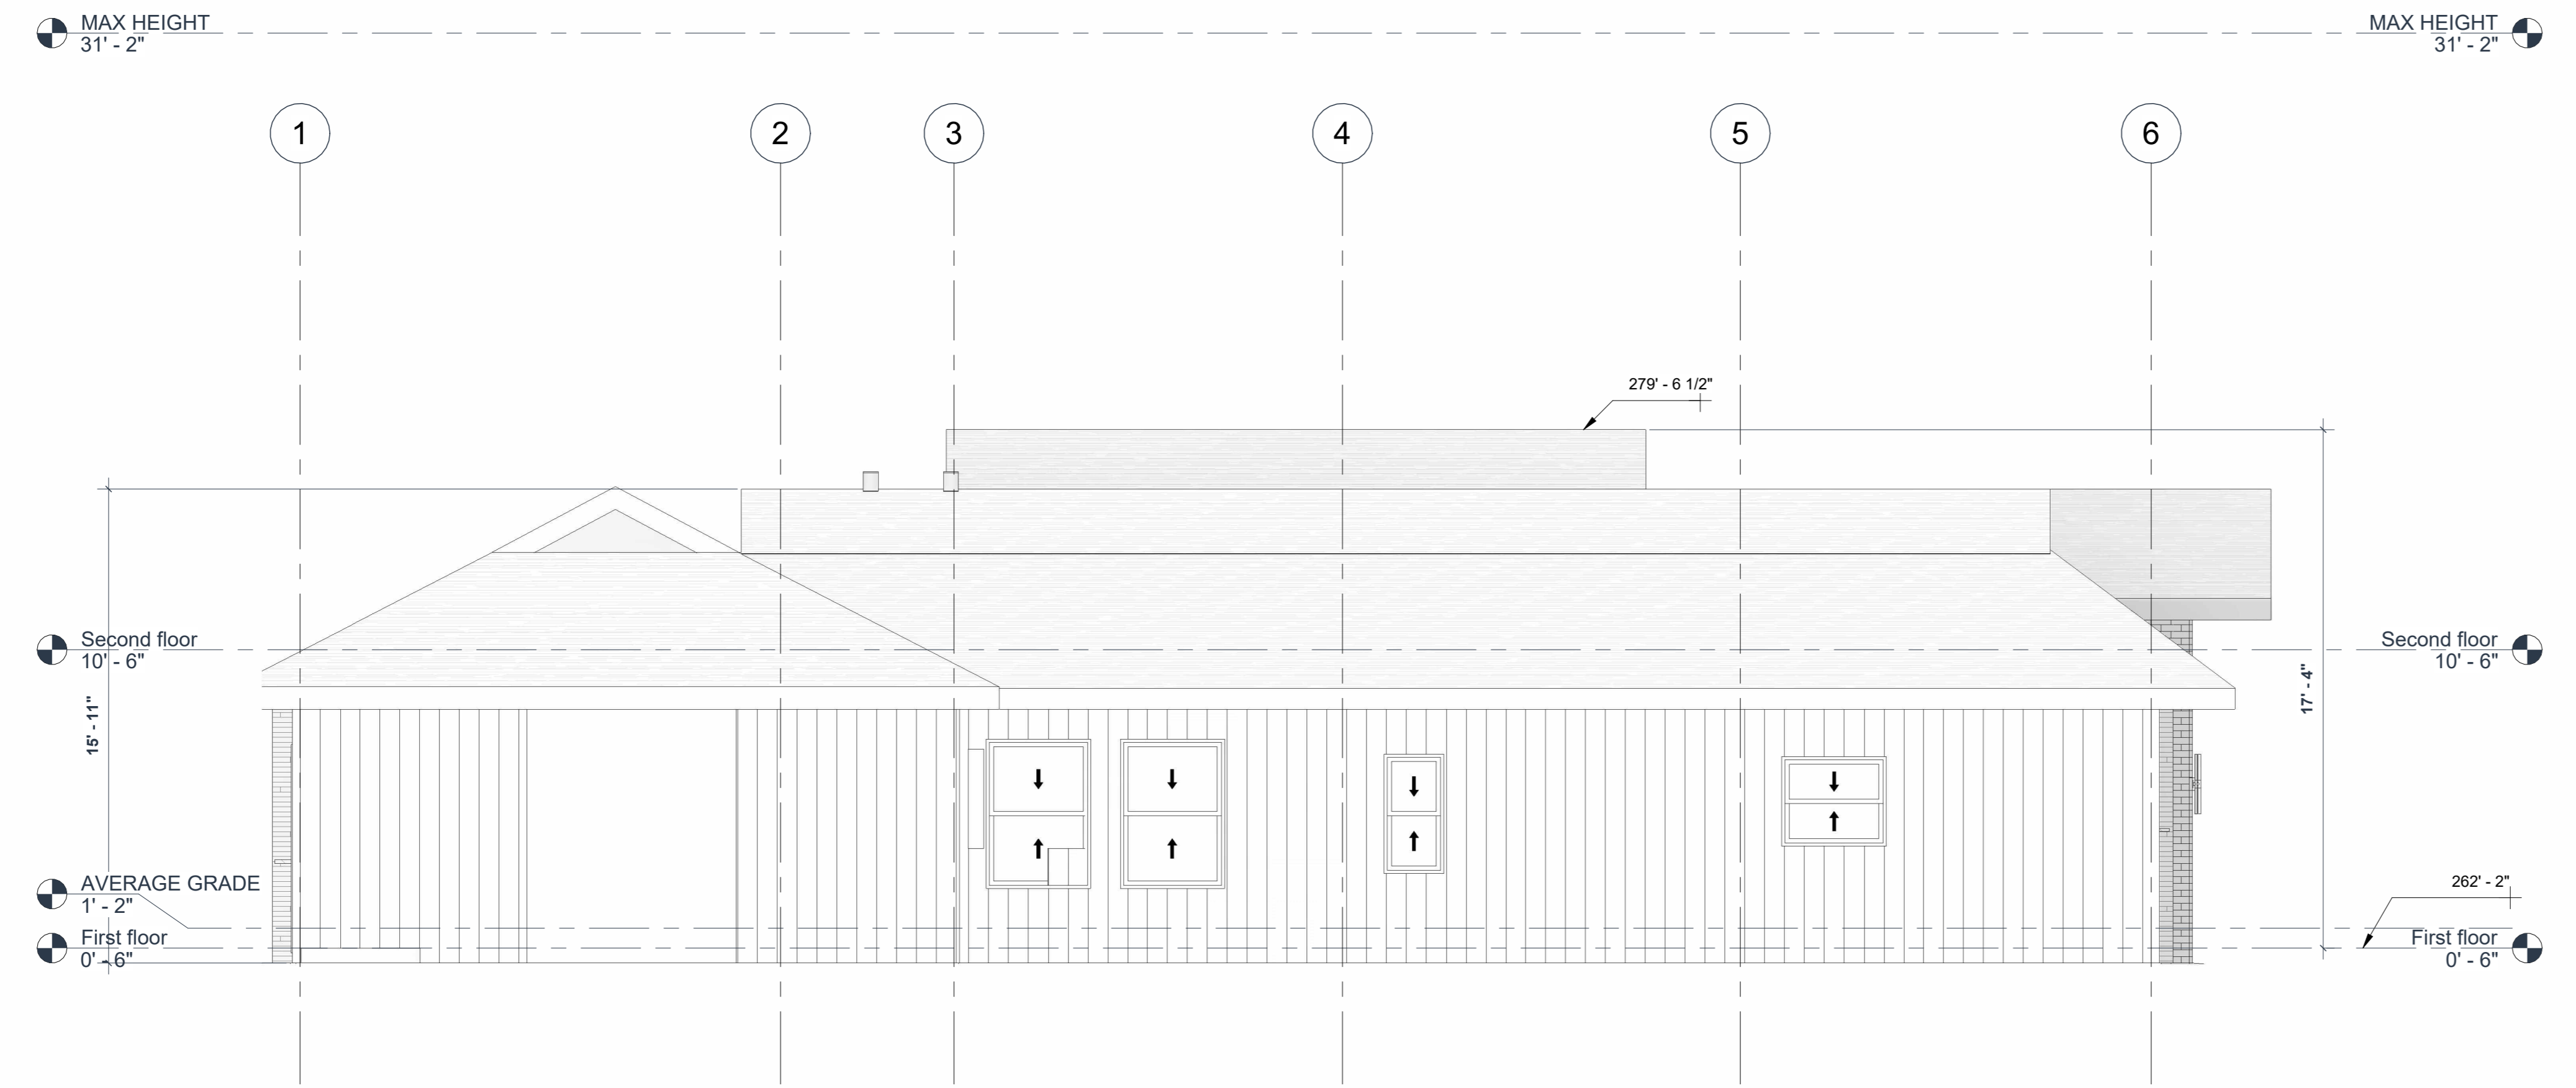 MAX HEIGHT
31' - 2"
MAX HEIGHT
31' - 2"
1
2
3
4
5
6
279' - 6 1/2"
Second floor
10' - 6"
Second floor
10' - 6"
15' - 11"
17' - 4"
AVERAGE GRADE
1' - 2"
262' - 2"
First floor
0' - 6"
First floor
0' - 6"